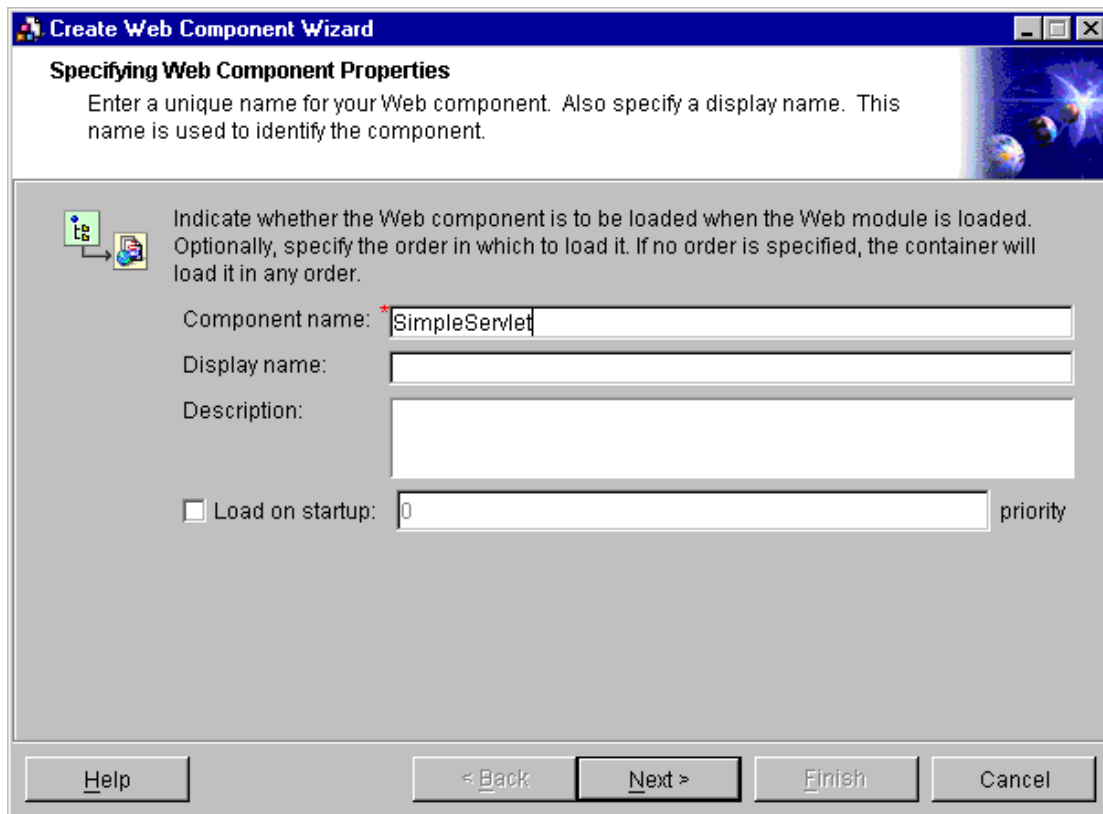 Create Web Component Wizard
Specifying Web Component Properties
Enter a unique name for your Web component. Also specify a display name. This
name is used to identify the component.
Indicate whether the Web component is to be loaded when the Web module is loaded.
Optionally, specify the order in which to load it. If no order is specified, the container will
load it in any order.
Component name: *SimpleServlet
Display name:
Description:
Load on startup: 0 priority
Help < Back Next > Finish Cancel